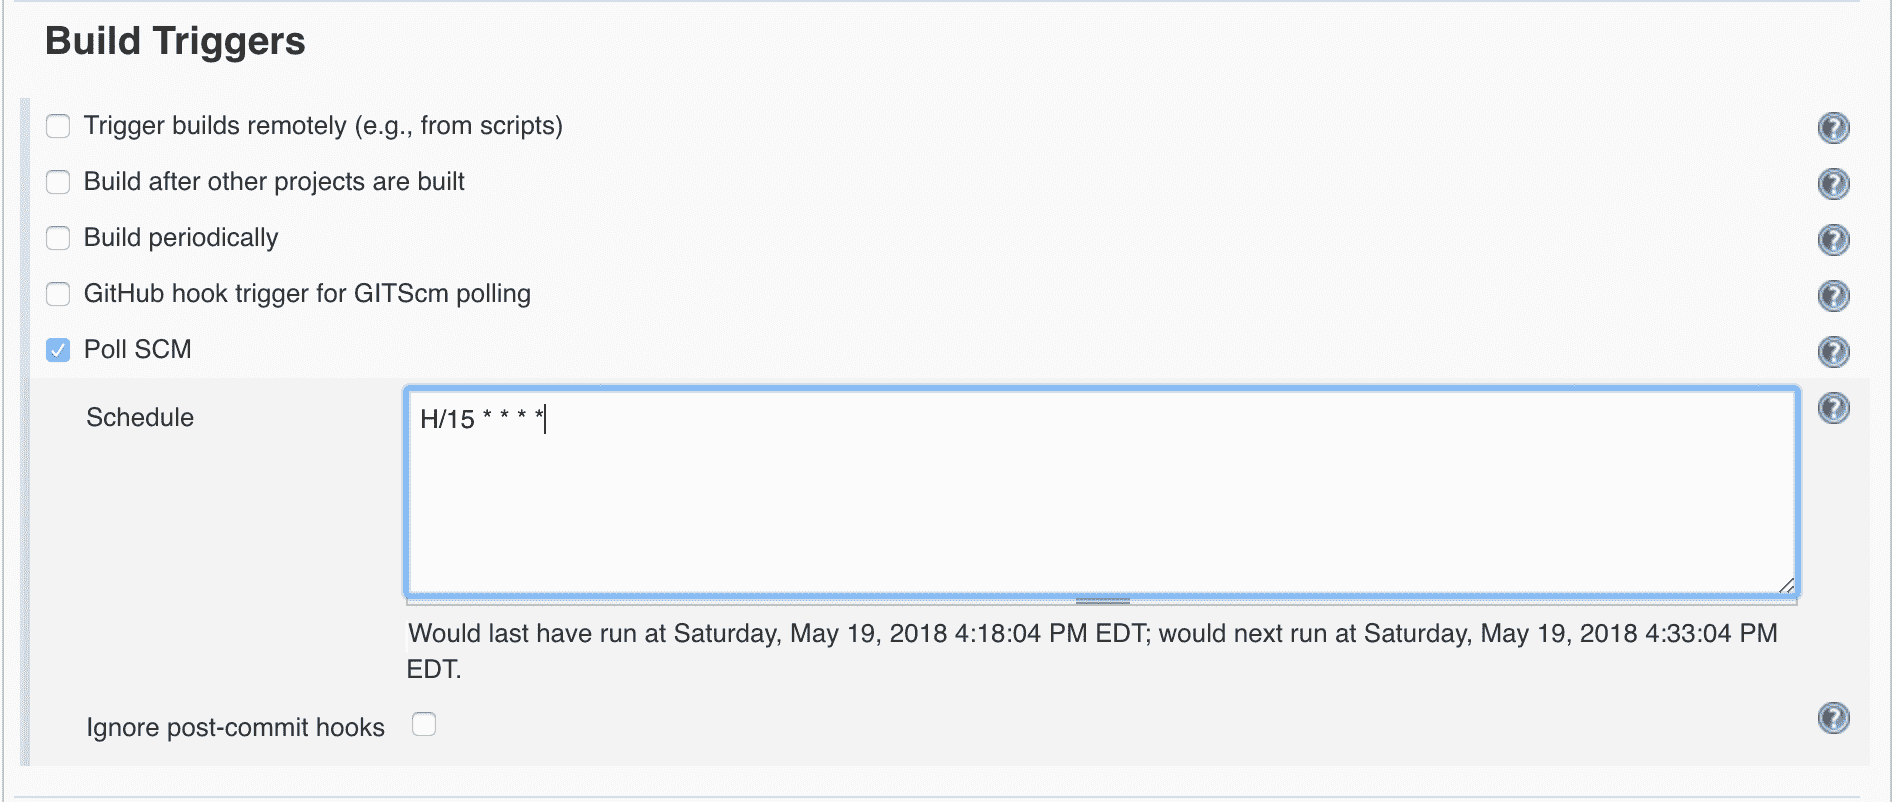 Build Triggers
Trigger builds remotely (e.g., from scripts)
Build after other projects are built
Build periodically
GitHub hook trigger for GITScm polling
Poll SCM
Schedule
H/15 * * * *
Would last have run at Saturday, May 19, 2018 4:18:04 PM EDT; would next run at Saturday, May 19, 2018 4:33:04 PM
EDT.
Ignore post-commit hooks